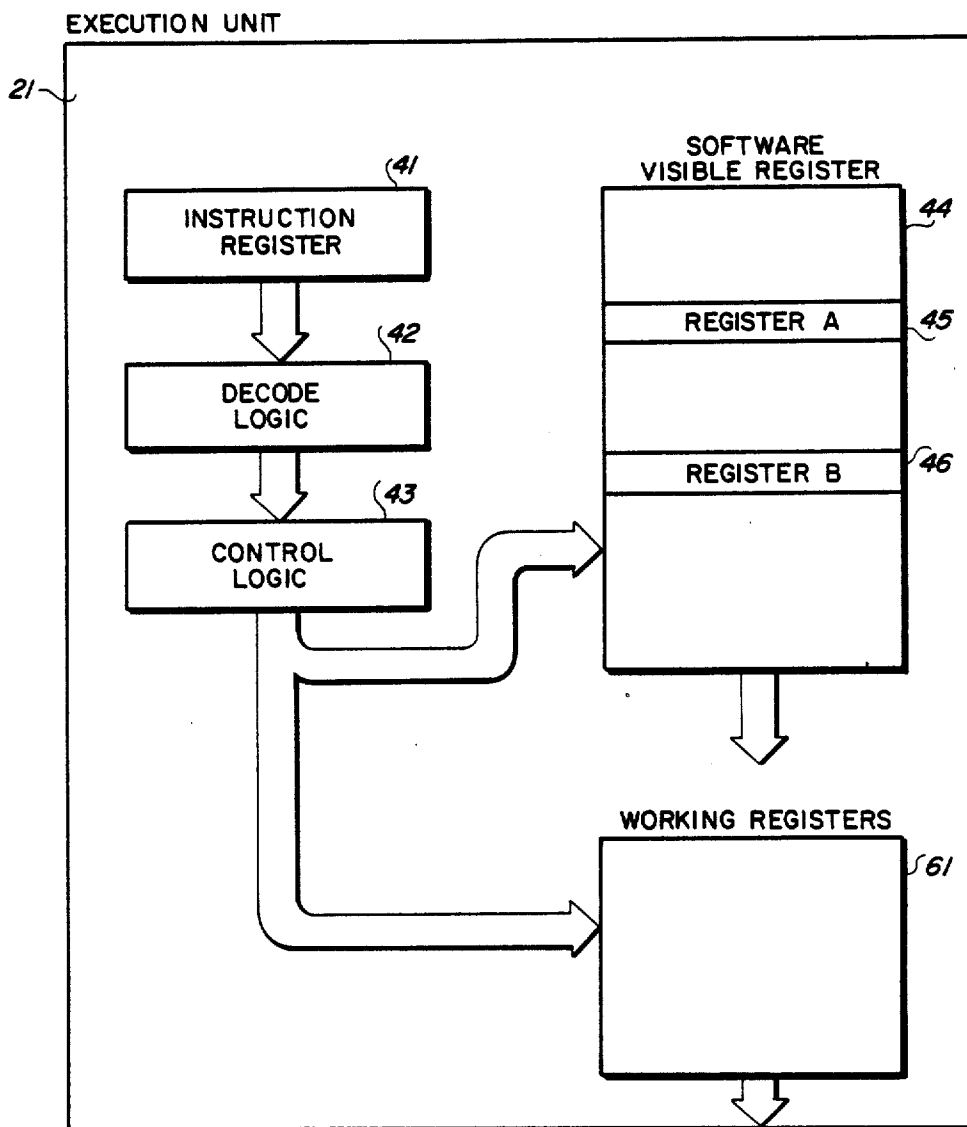 EXECUTION UNIT
21
41
INSTRUCTION
REGISTER
42
DECODE
LOGIC
43
CONTROL
LOGIC
SOFTWARE
VISIBLE REGISTER
44
REGISTER A
45
46
REGISTER B
WORKING REGISTERS
61